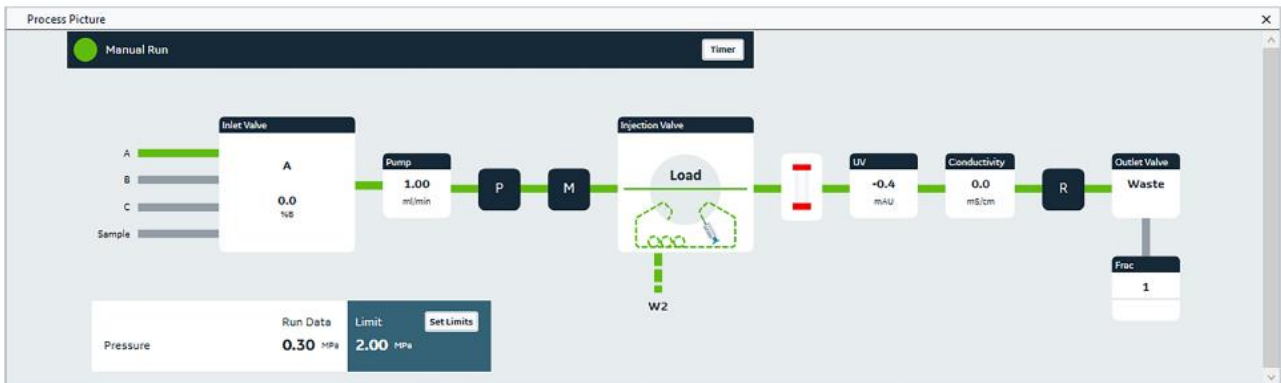 Process Picture
Manual Run
Timer
Inlet Valve
A
B
C
Sample
A
0.0
%B
Pump
1.00
ml/min
P
M
Injection Valve
Load
W2
UV
-0.4
mAU
Conductivity
0.0
mS/cm
R
Outlet Valve
Waste
Frac
1
Run Data
Limit
Set Limits
Pressure
0.30 MPa
2.00 MPa